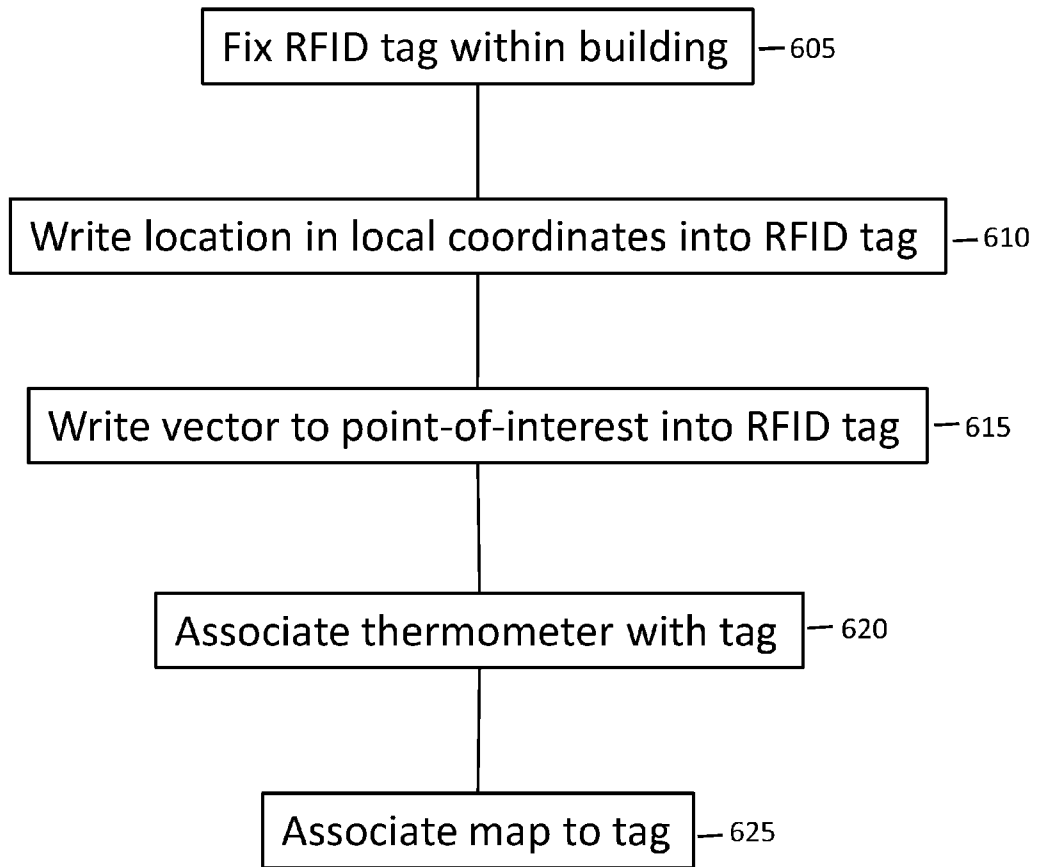 Fix RFID tag within building 605
Write location in local coordinates into RFID tag 610
Write vector to point-of-interest into RFID tag 615
Associate thermometer with tag 620
Associate map to tag 625